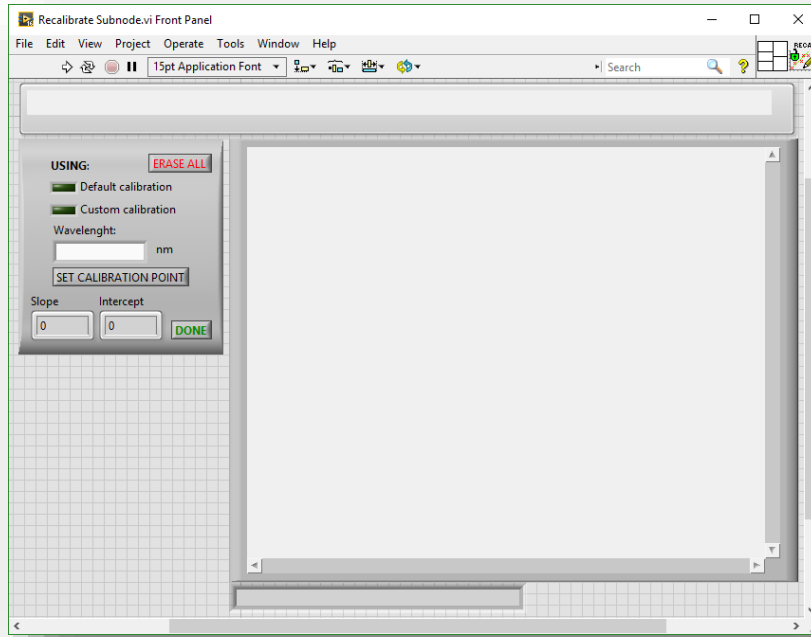 Recalibrate Subnode.vi Front Panel
File Edit View Project Operate Tools Window Help
15pt Application Font
Search
?
RECA
USING:
ERASE ALL
Default calibration
Custom calibration
Wavelenght:
nm
SET CALIBRATION POINT
Slope Intercept
0 0
DONE